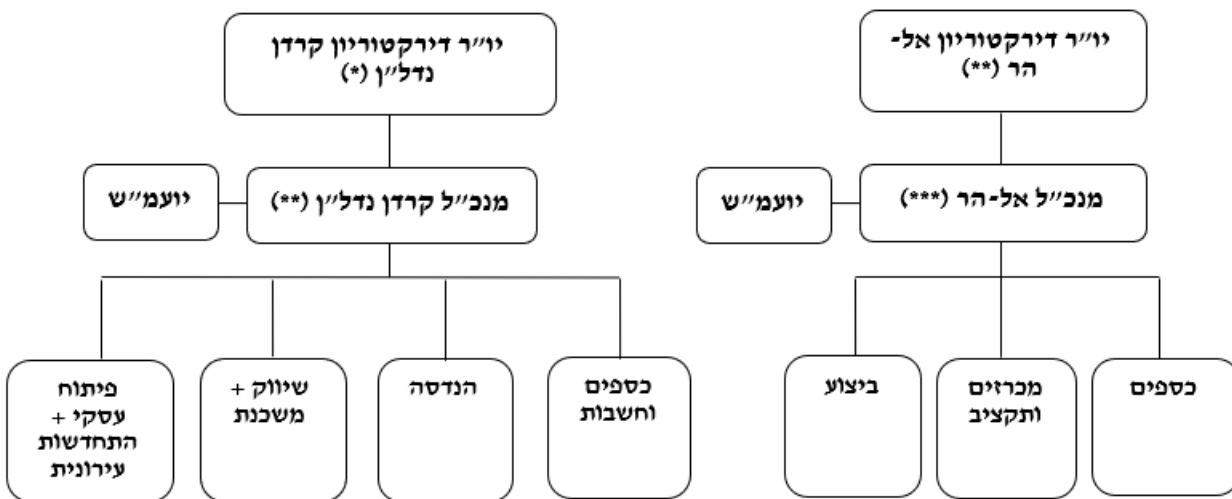 יו״ר דירקטוריון אל-
הר (**)
יו״ר דירקטוריון קרדן
נדל״ן (*)
מנכ״ל אל-הר (***)
יועמ״ש
מנכ״ל קרדן נדל״ן (**)
יועמ״ש
כספים
מכרזים
ותקציב
ביצוע
כספים
וחשבות
הנדסה
שיווק +
משכנת
פיתוח
עסקי +
התחדשות
עירונית